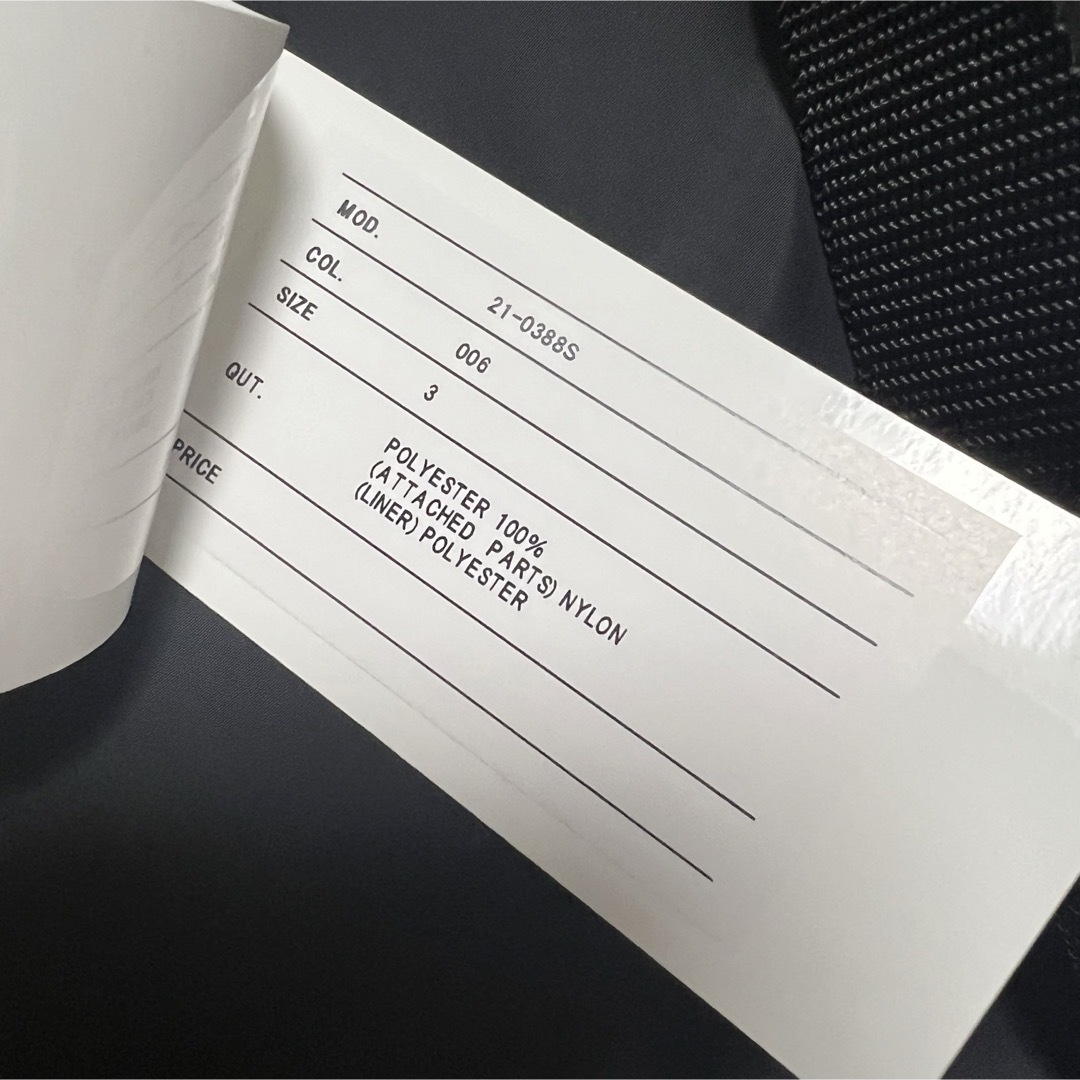 MOD. 21-0388S
COL. 006
SIZE 3
QUT. POLYESTER 100%
(ATTACHED PARTS) NYLON
(LINER) POLYESTER
PRICE